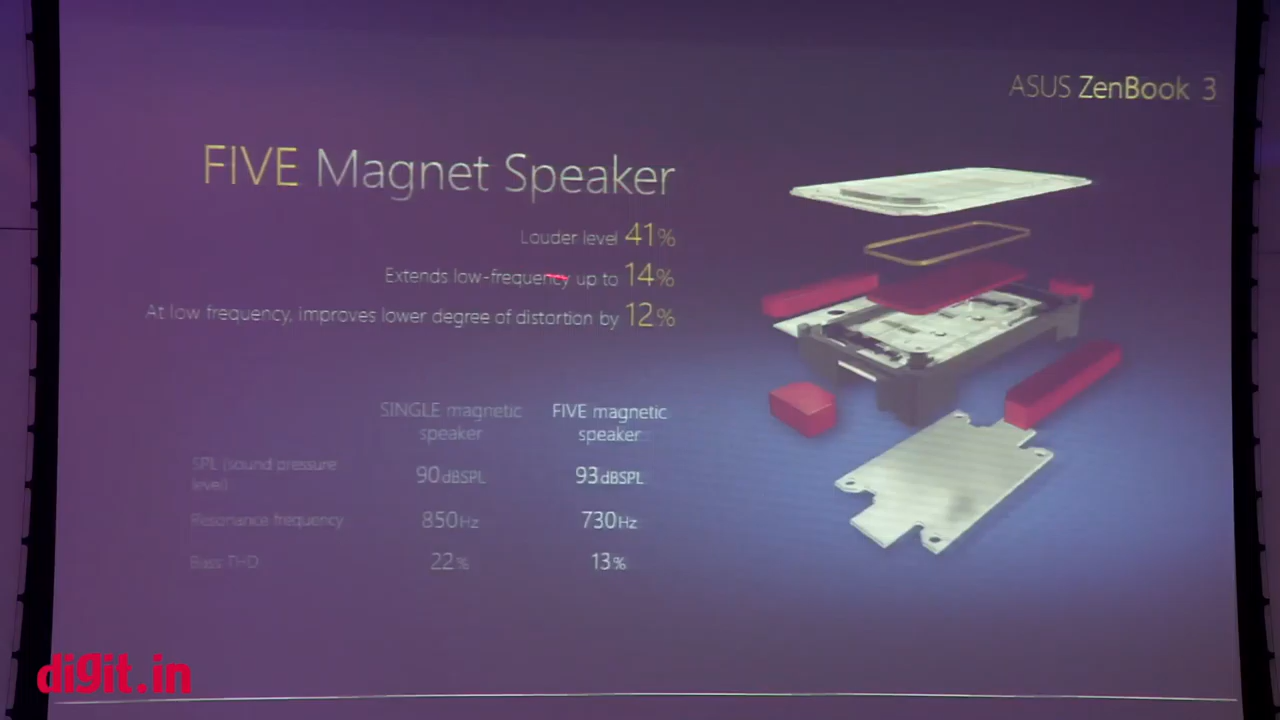 ASUS ZenBook 3
FIVE Magnet Speaker
Louder level 41%
Extends low-frequency up to 14%
At low frequency, improves lower degree of distortion by 12%
SINGLE magnetic
speaker
FIVE magnetic
speaker
SPL (sound pressure
level)
90dBSPL
93dBSPL
Resonance frequency
850Hz
730Hz
Bass THD
22%
13%
digit.in